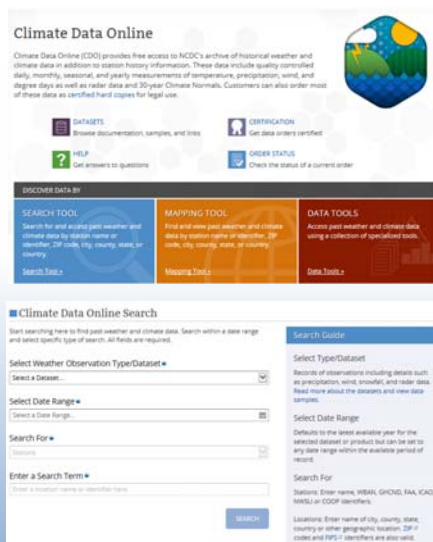 Climate Data Online
Climate Data Online (CDO) provides free access to NCDC's archive of historical weather and
climate data in addition to station history information. These data include quality controlled
daily, monthly, seasonal, and yearly measurements of temperature, precipitation, wind, and
degree days as well as radar data and 30-year Climate Normals. Customers can also order most
of these data as certified hard copies for legal use.
DATASETS
Browse documentation, samples, and links
CERTIFICATION
Get data orders certified
HELP
Get answers to questions
ORDER STATUS
Check the status of a current order
DISCOVER DATA BY
SEARCH TOOL
Search for and access past weather and
climate data by station name or
identifier, ZIP code, city, county, state, or
country.
Search Tool »
MAPPING TOOL
Find and view past weather and climate
data by station name or identifier, ZIP
code, city, county, state, or country.
Mapping Tool »
DATA TOOLS
Access past weather and climate data
using a collection of specialized tools.
Data Tools »
Climate Data Online Search
Start searching here to find past weather and climate data. Search within a date range
and select specific type of search. All fields are required.
Select Weather Observation Type/Dataset
Select a Dataset...
Select Date Range
Select a Date Range...
Search For
Stations
Enter a Search Term
Enter a location name or identifier here
SEARCH
Search Guide
Select Type/Dataset
Records of observations including details such
as precipitation, wind, snowfall, and radar data.
Read more about the datasets and view data
samples.
Select Date Range
Defaults to the latest available year for the
selected dataset or product but can be set to
any date range within the available period of
record.
Search For
Stations: Enter name, WBAN, GHCND, FAA, ICAO,
NWSLI or COOP identifiers.
Locations: Enter name of city, county, state,
country or other geographic location. ZIP
codes and FIPS identifiers are also valid.